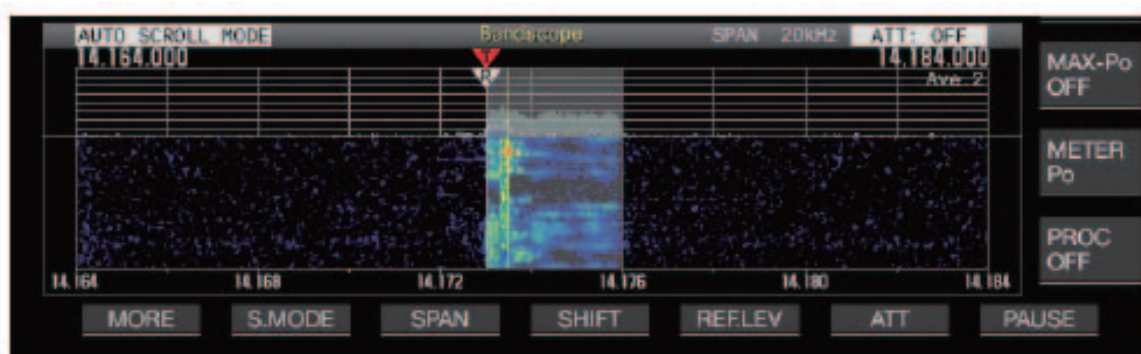 AUTO SCROLL MODE Bandscope SPAN 20kHz ATT: OFF
14.164.000 T 14.184.000
R Ave 2
MAX-Po
OFF
METER
Po
PROC
OFF
14.164 14.168 14.172 14.176 14.180 14.184
MORE S.MODE SPAN SHIFT REF.LEV ATT PAUSE